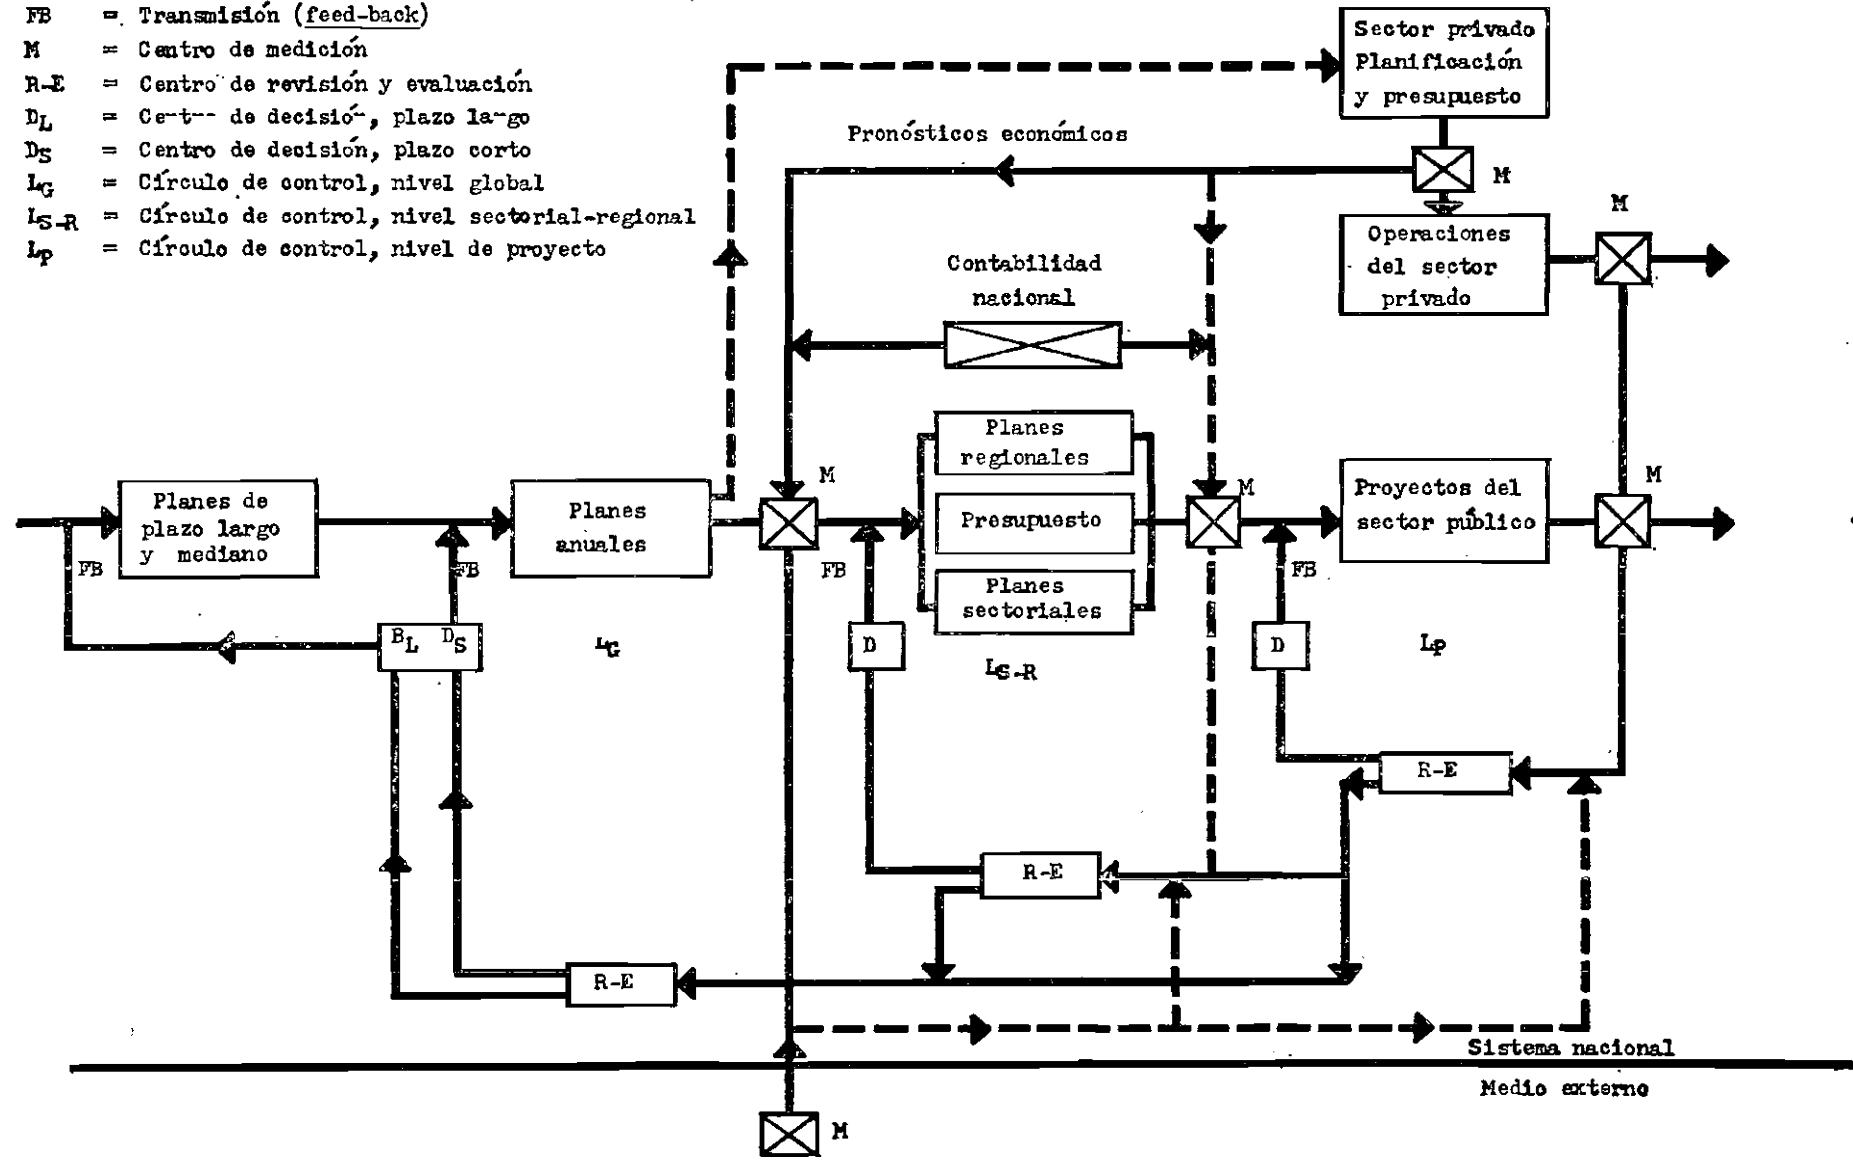 FB = Transmisión (feed-back)
M = Centro de medición
R-E = Centro de revisión y evaluación
DL = de decisió, plazo largo
DS = Centro de decisión, plazo corto
LG = Círculo de control, nivel global
LS-R = Círculo de control, nivel sectorial-regional
LP = Círculo de control, nivel de proyecto
Sector privado
Planificación
y presupuesto
M
Pronósticos económicos
Operaciones
del sector
privado
M
Contabilidad
nacional
Planes de
plazo largo
y mediano
FB
FB
Planes
anuales
M
FB
Planes
regionales
Presupuesto
Planes
sectoriales
M
FB
Proyectos del
sector público
M
BL DS
LG
D
LS-R
D
LP
R-E
R-E
R-E
Sistema nacional
Medio externo
M